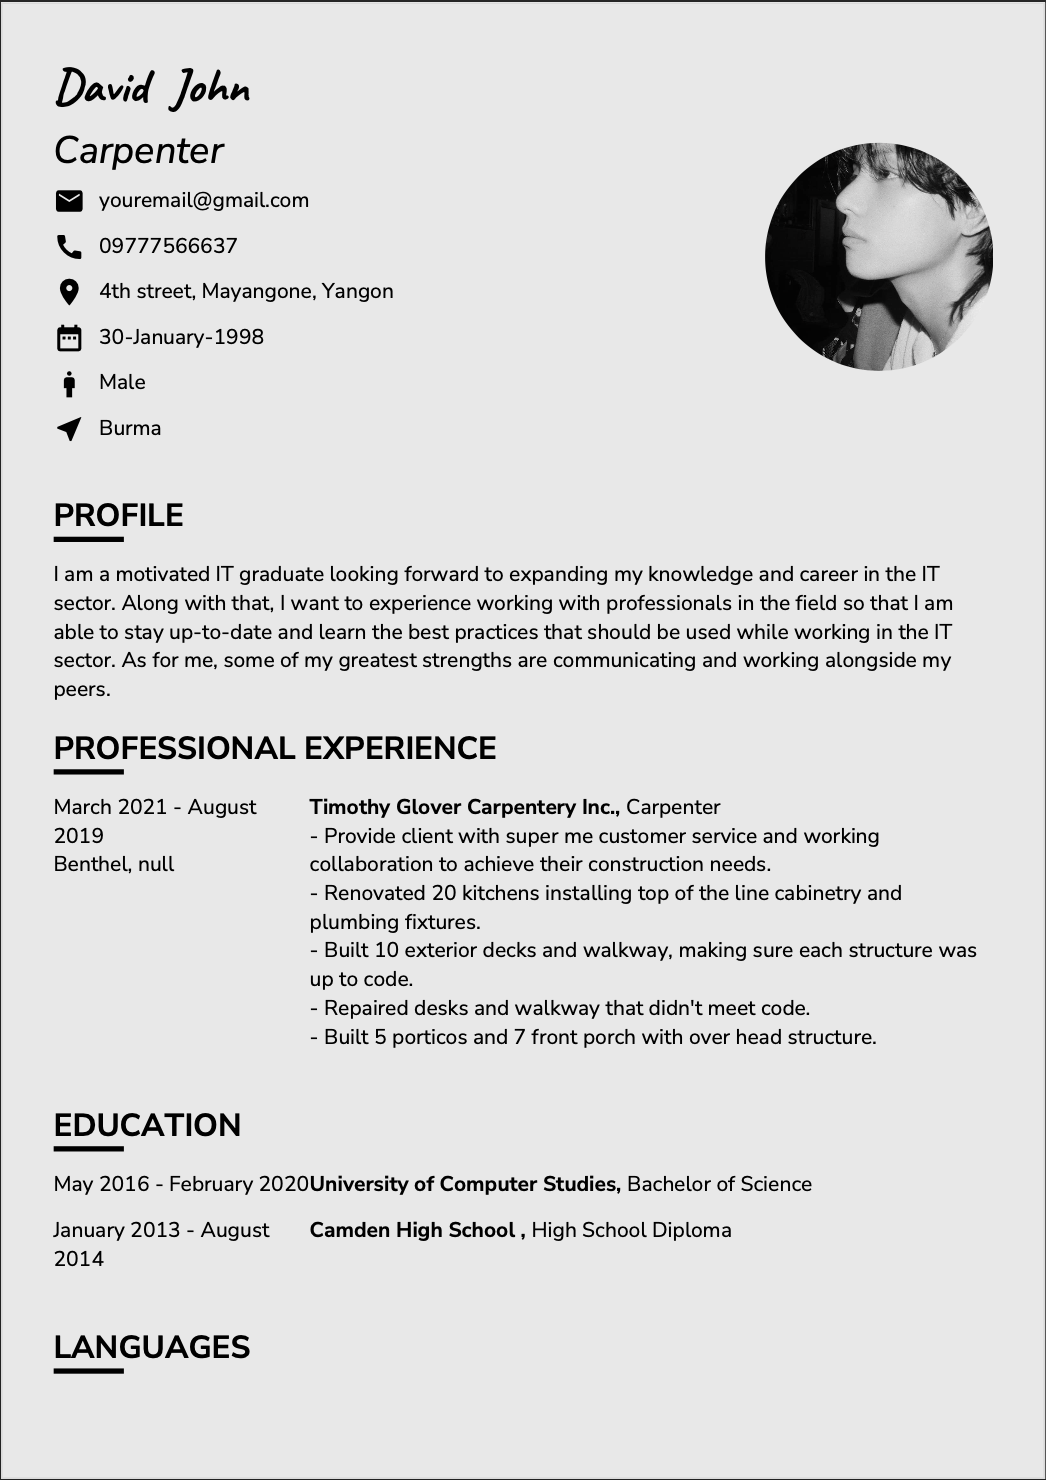 David John
Carpenter
youremail@gmail.com
09777566637
4th street, Mayangone, Yangon
30-January-1998
Male
Burma
PROFILE
I am a motivated IT graduate looking forward to expanding my knowledge and career in the IT
sector. Along with that, I want to experience working with professionals in the field so that I am
able to stay up-to-date and learn the best practices that should be used while working in the IT
sector. As for me, some of my greatest strengths are communicating and working alongside my
peers.
PROFESSIONAL EXPERIENCE
March 2021 - August
2019
Benthel, null
Timothy Glover Carpentery Inc., Carpenter
- Provide client with super me customer service and working
collaboration to achieve their construction needs.
- Renovated 20 kitchens installing top of the line cabinetry and
plumbing fixtures.
- Built 10 exterior decks and walkway, making sure each structure was
up to code.
- Repaired desks and walkway that didn't meet code.
- Built 5 porticos and 7 front porch with over head structure.
EDUCATION
May 2016 - February 2020
University of Computer Studies, Bachelor of Science
January 2013 - August
2014
Camden High School , High School Diploma
LANGUAGES